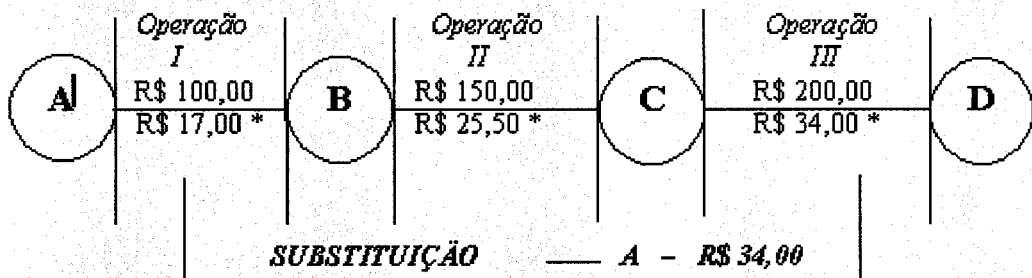 Operação Operação Operação
I II III
A R$ 100,00 B R$ 150,00 C R$ 200,00 D
R$ 17,00 * R$ 25,50 * R$ 34,00 *
SUBSTITUIÇÃO A - R$ 34,00